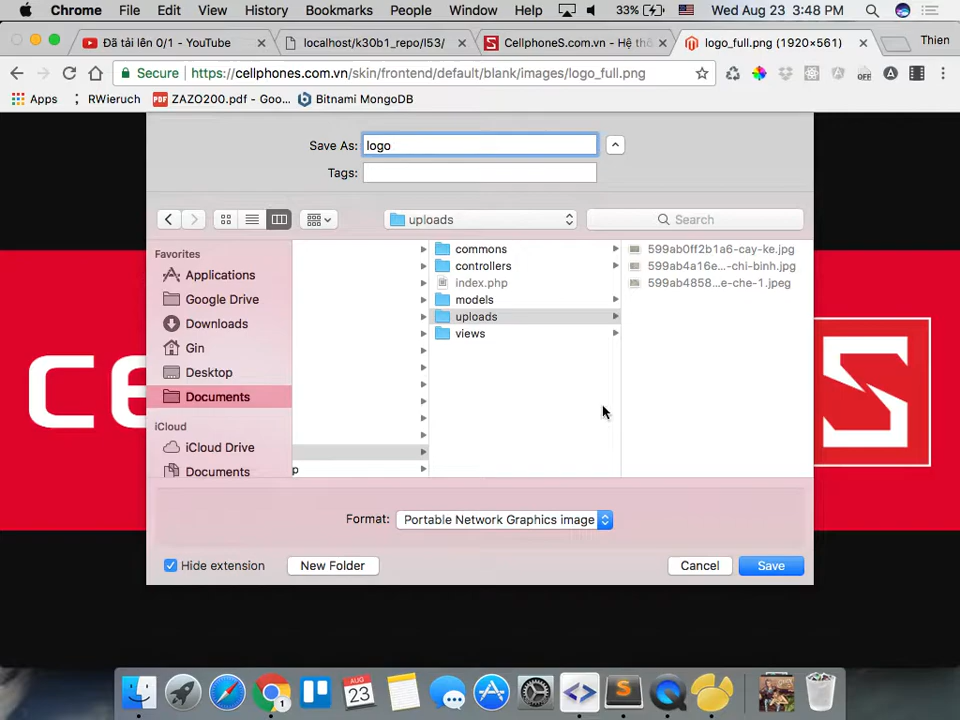 Chrome File Edit View History Bookmarks People Window Help 33% Wed Aug 23 3:48 PM
Đã tải lên 0/1 - YouTube
localhost/k30b1_repo/l53/
CellphoneS.com.vn - Hệ thố
logo_full.png (1920×561)
Thien
Secure https://cellphones.com.vn/skin/frontend/default/blank/images/logo_full.png
OFF
Apps RWieruch ZAZO200.pdf - Goo... Bitnami MongoDB
Save As: logo
Tags:
uploads
Search
Favorites
Applications
Google Drive
Downloads
Gin
Desktop
Documents
iCloud
iCloud Drive
Documents
p
commons
controllers
index.php
models
uploads
views
599ab0ff2b1a6-cay-ke.jpg
599ab4a16e...-chi-binh.jpg
599ab4858...e-che-1.jpeg
Format: Portable Network Graphics image
Hide extension
New Folder
Cancel
Save
Ce
S
AUG
23
1